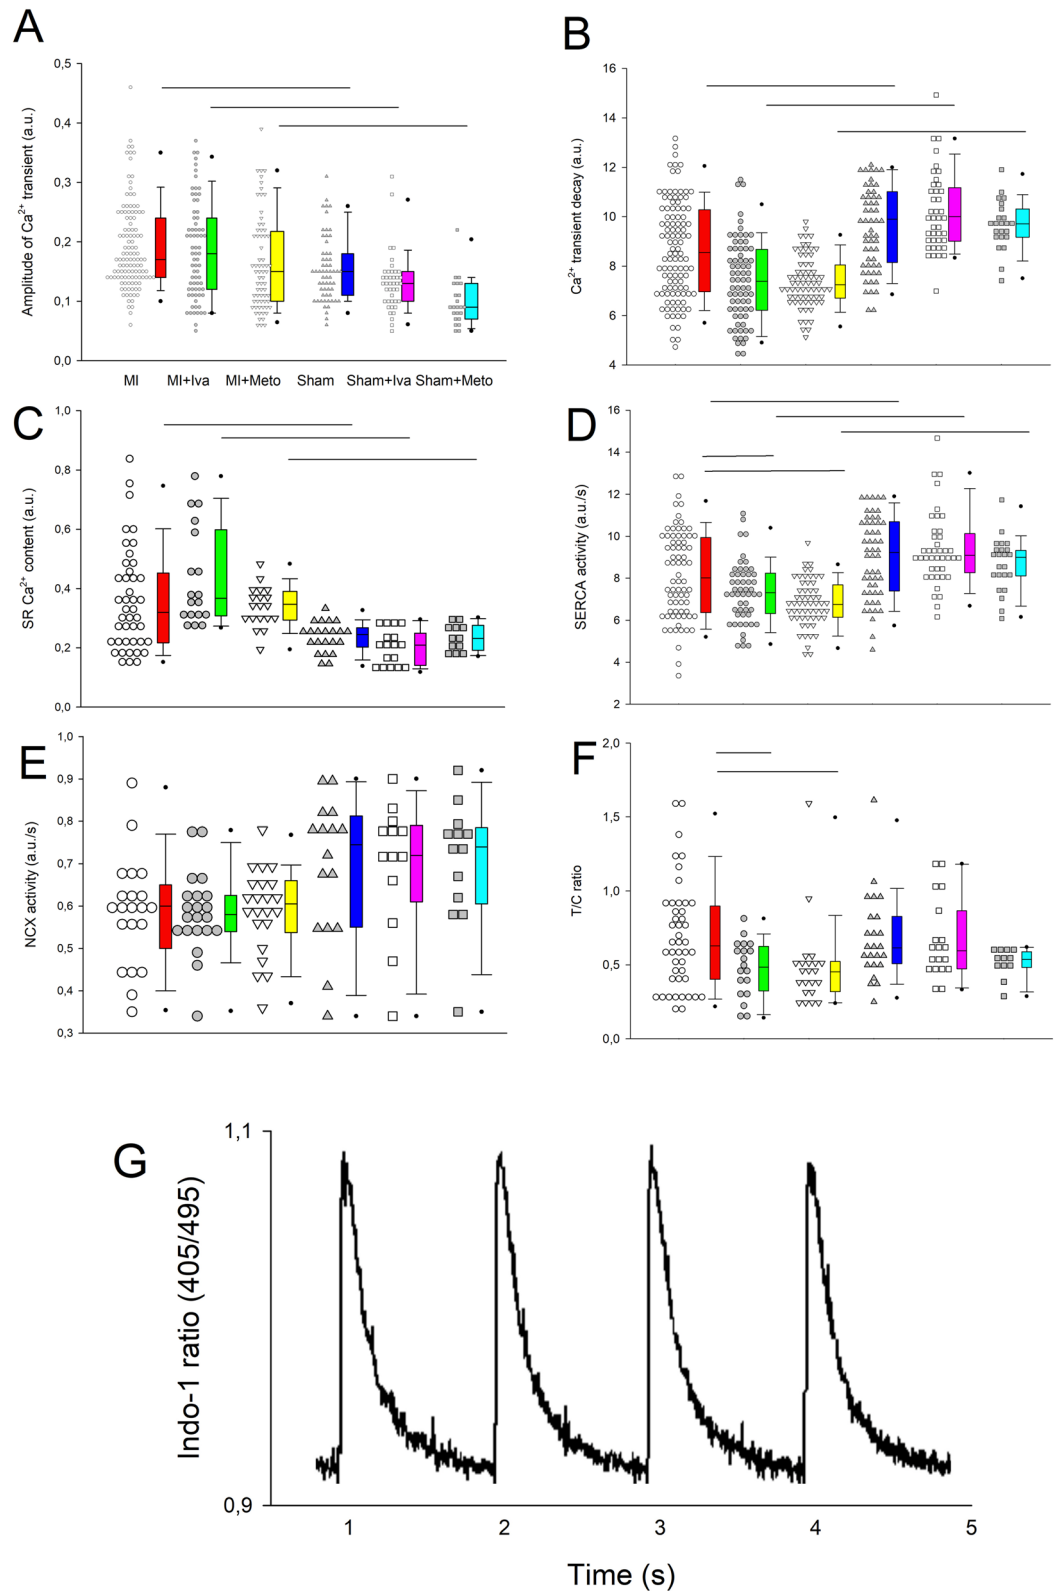 A
Amplitude of Ca²⁺ transient (a.u.)
0,5
0,4
0,3
0,2
0,1
0,0
MI MI+Iva MI+Meto Sham Sham+Iva Sham+Meto
B
Ca²⁺ transient decay (a.u.)
16
14
12
10
8
6
4
C
SR Ca²⁺ content (a.u.)
1,0
0,8
0,6
0,4
0,2
0,0
D
SERCA activity (a.u./s)
16
14
12
10
8
6
4
2
E
NCX activity (a.u./s)
1,0
0,9
0,8
0,7
0,6
0,5
0,4
0,3
F
T/C ratio
2,0
1,5
1,0
0,5
0,0
G
Indo-1 ratio (405/495)
1,1
0,9
1 2 3 4 5
Time (s)